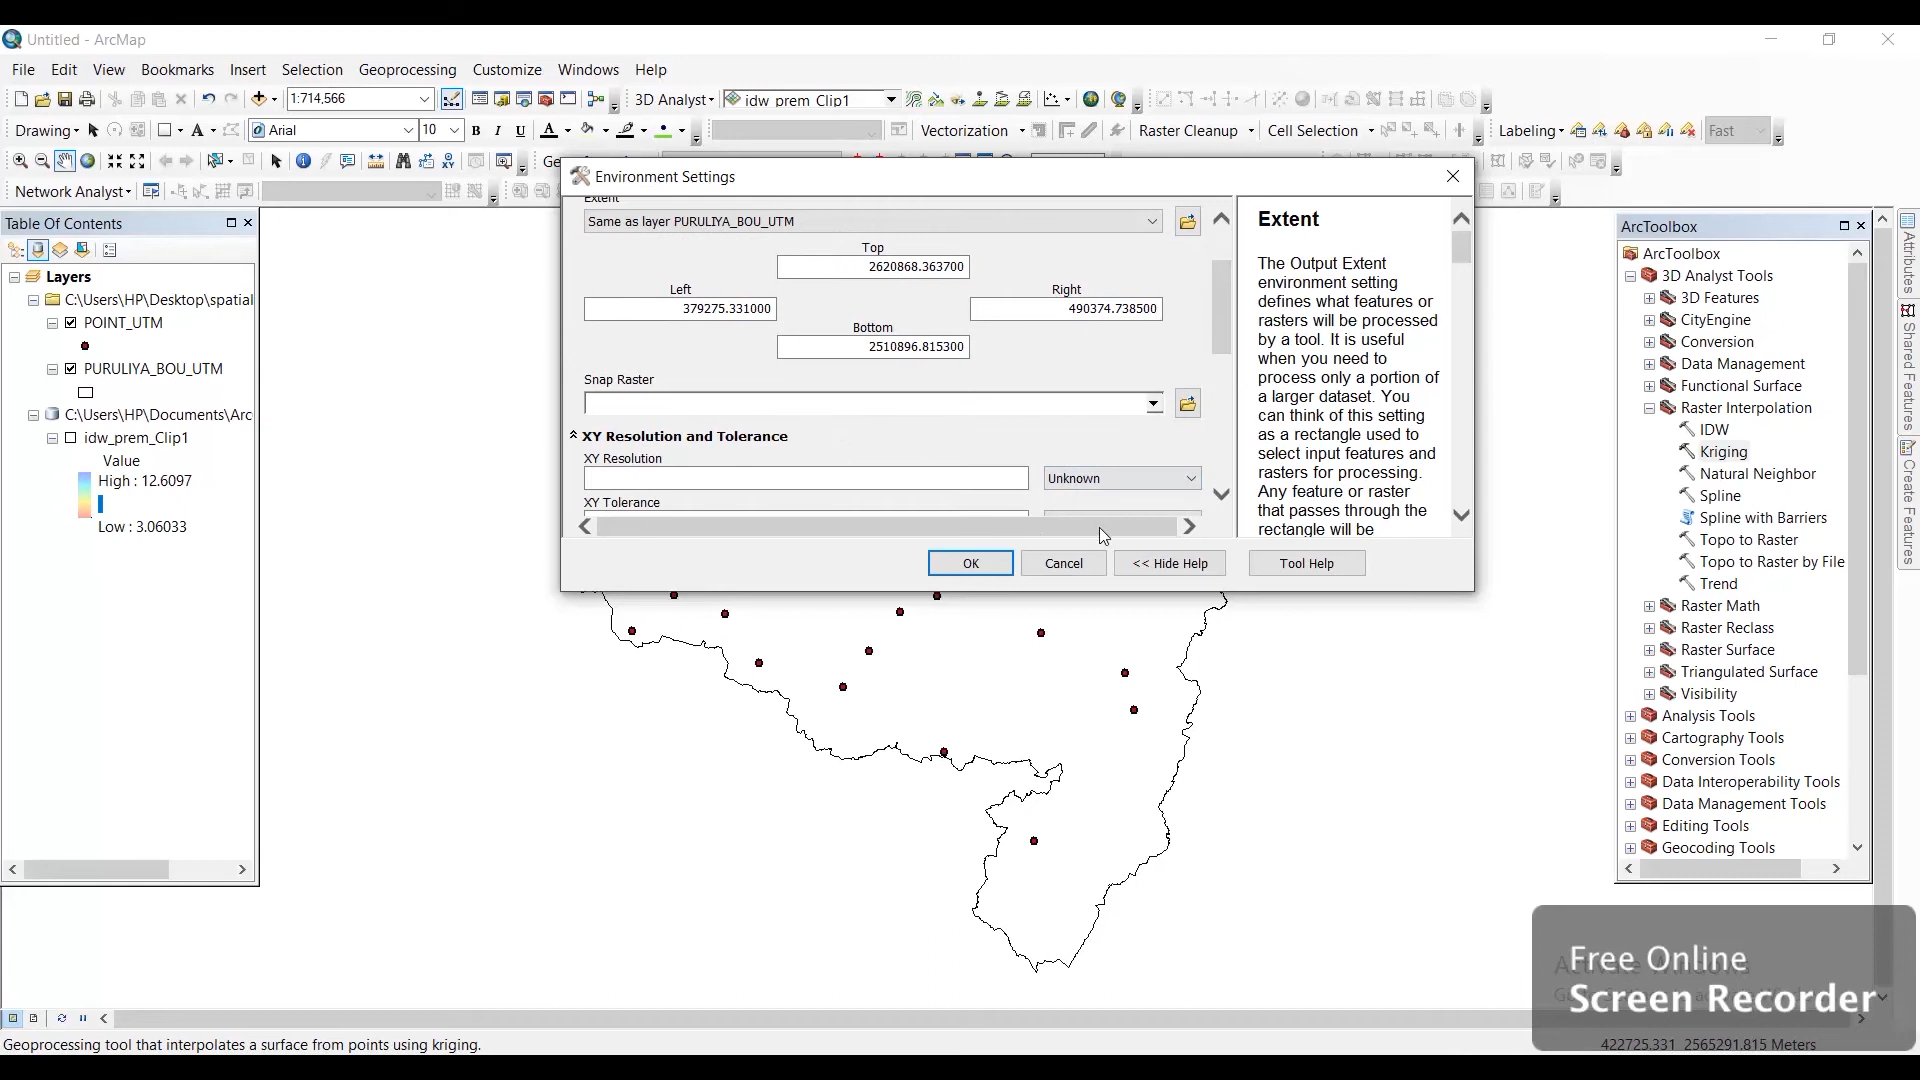 Untitled - ArcMap
File Edit View Bookmarks Insert Selection Geoprocessing Customize Windows Help
1:714,566
3D Analyst
idw_prem_Clip1
Drawing
Arial
10
B I U
A
Vectorization
Raster Cleanup
Cell Selection
Labeling
Fast
Network Analyst
Environment Settings
Table Of Contents
Layers
C:\Users\HP\Desktop\spatial
POINT_UTM
PURULIYA_BOU_UTM
C:\Users\HP\Documents\Arc
idw_prem_Clip1
Value
High : 12.6097
Low : 3.06033
Extent
Same as layer PURULIYA_BOU_UTM
Top
2620868.363700
Left
Right
379275.331000
490374.738500
Bottom
2510896.815300
Snap Raster
XY Resolution and Tolerance
XY Resolution
Unknown
XY Tolerance
OK
Cancel
<< Hide Help
Tool Help
Extent
The Output Extent
environment setting
defines what features or
rasters will be processed
by a tool. It is useful
when you need to
process only a portion of
a larger dataset. You
can think of this setting
as a rectangle used to
select input features and
rasters for processing.
Any feature or raster
that passes through the
rectangle will be
ArcToolbox
ArcToolbox
3D Analyst Tools
3D Features
CityEngine
Conversion
Data Management
Functional Surface
Raster Interpolation
IDW
Kriging
Natural Neighbor
Spline
Spline with Barriers
Topo to Raster
Topo to Raster by File
Trend
Raster Math
Raster Reclass
Raster Surface
Triangulated Surface
Visibility
Analysis Tools
Cartography Tools
Conversion Tools
Data Interoperability Tools
Data Management Tools
Editing Tools
Geocoding Tools
Attributes
Shared Features
Create Features
Free Online
Screen Recorder
Geoprocessing tool that interpolates a surface from points using kriging.
422725.331 2565291.815 Meters